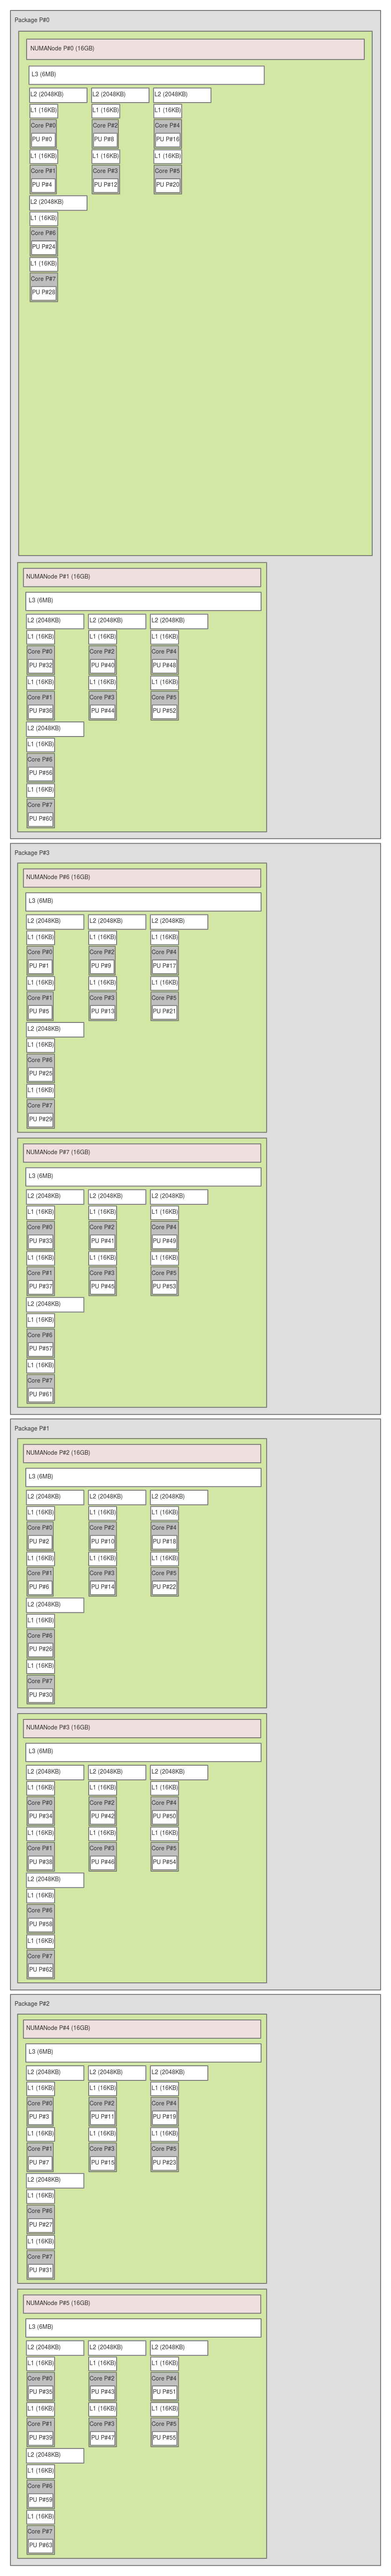 Package P#0
NUMANode P#0 (16GB)
L3 (6MB)
L2 (2048KB) L2 (2048KB) L2 (2048KB)
L1 (16KB) L1 (16KB) L1 (16KB)
Core P#0 Core P#2 Core P#4
PU P#0 PU P#8 PU P#16
L1 (16KB) L1 (16KB) L1 (16KB)
Core P#1 Core P#3 Core P#5
PU P#4 PU P#12 PU P#20
L2 (2048KB)
L1 (16KB)
Core P#6
PU P#24
L1 (16KB)
Core P#7
PU P#28
NUMANode P#1 (16GB)
L3 (6MB)
L2 (2048KB) L2 (2048KB) L2 (2048KB)
L1 (16KB) L1 (16KB) L1 (16KB)
Core P#0 Core P#2 Core P#4
PU P#32 PU P#40 PU P#48
L1 (16KB) L1 (16KB) L1 (16KB)
Core P#1 Core P#3 Core P#5
PU P#36 PU P#44 PU P#52
L2 (2048KB)
L1 (16KB)
Core P#6
PU P#56
L1 (16KB)
Core P#7
PU P#60
Package P#3
NUMANode P#6 (16GB)
L3 (6MB)
L2 (2048KB) L2 (2048KB) L2 (2048KB)
L1 (16KB) L1 (16KB) L1 (16KB)
Core P#0 Core P#2 Core P#4
PU P#1 PU P#9 PU P#17
L1 (16KB) L1 (16KB) L1 (16KB)
Core P#1 Core P#3 Core P#5
PU P#5 PU P#13 PU P#21
L2 (2048KB)
L1 (16KB)
Core P#6
PU P#25
L1 (16KB)
Core P#7
PU P#29
NUMANode P#7 (16GB)
L3 (6MB)
L2 (2048KB) L2 (2048KB) L2 (2048KB)
L1 (16KB) L1 (16KB) L1 (16KB)
Core P#0 Core P#2 Core P#4
PU P#33 PU P#41 PU P#49
L1 (16KB) L1 (16KB) L1 (16KB)
Core P#1 Core P#3 Core P#5
PU P#37 PU P#45 PU P#53
L2 (2048KB)
L1 (16KB)
Core P#6
PU P#57
L1 (16KB)
Core P#7
PU P#61
Package P#1
NUMANode P#2 (16GB)
L3 (6MB)
L2 (2048KB) L2 (2048KB) L2 (2048KB)
L1 (16KB) L1 (16KB) L1 (16KB)
Core P#0 Core P#2 Core P#4
PU P#2 PU P#10 PU P#18
L1 (16KB) L1 (16KB) L1 (16KB)
Core P#1 Core P#3 Core P#5
PU P#6 PU P#14 PU P#22
L2 (2048KB)
L1 (16KB)
Core P#6
PU P#26
L1 (16KB)
Core P#7
PU P#30
NUMANode P#3 (16GB)
L3 (6MB)
L2 (2048KB) L2 (2048KB) L2 (2048KB)
L1 (16KB) L1 (16KB) L1 (16KB)
Core P#0 Core P#2 Core P#4
PU P#34 PU P#42 PU P#50
L1 (16KB) L1 (16KB) L1 (16KB)
Core P#1 Core P#3 Core P#5
PU P#38 PU P#46 PU P#54
L2 (2048KB)
L1 (16KB)
Core P#6
PU P#58
L1 (16KB)
Core P#7
PU P#62
Package P#2
NUMANode P#4 (16GB)
L3 (6MB)
L2 (2048KB) L2 (2048KB) L2 (2048KB)
L1 (16KB) L1 (16KB) L1 (16KB)
Core P#0 Core P#2 Core P#4
PU P#3 PU P#11 PU P#19
L1 (16KB) L1 (16KB) L1 (16KB)
Core P#1 Core P#3 Core P#5
PU P#7 PU P#15 PU P#23
L2 (2048KB)
L1 (16KB)
Core P#6
PU P#27
L1 (16KB)
Core P#7
PU P#31
NUMANode P#5 (16GB)
L3 (6MB)
L2 (2048KB) L2 (2048KB) L2 (2048KB)
L1 (16KB) L1 (16KB) L1 (16KB)
Core P#0 Core P#2 Core P#4
PU P#35 PU P#43 PU P#51
L1 (16KB) L1 (16KB) L1 (16KB)
Core P#1 Core P#3 Core P#5
PU P#39 PU P#47 PU P#55
L2 (2048KB)
L1 (16KB)
Core P#6
PU P#59
L1 (16KB)
Core P#7
PU P#63